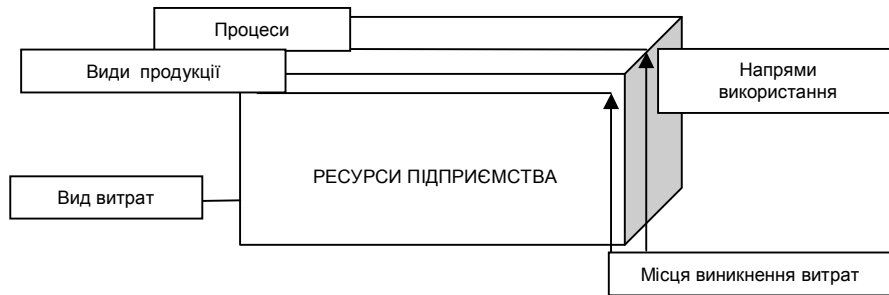 Процеси
Види продукції
Напрями
використання
РЕСУРСИ ПІДПРИЄМСТВА
Вид витрат
Місця виникнення витрат